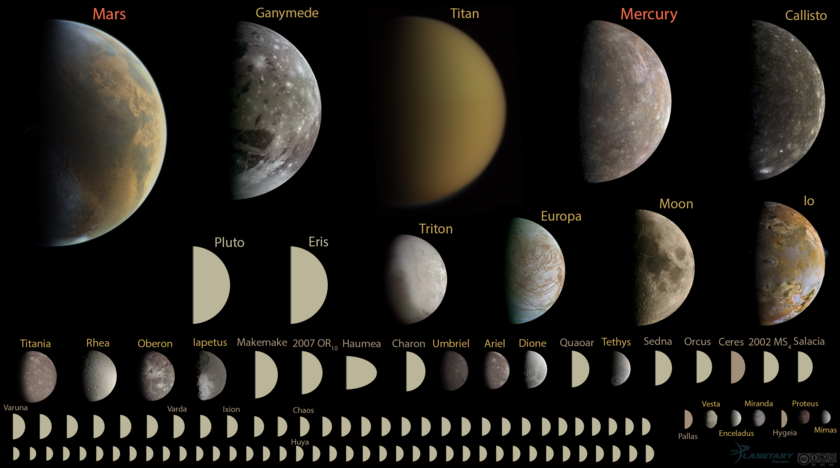 Mars Ganymede Titan Mercury Callisto
Pluto Eris Triton Europa Moon Io
Titania Rhea Oberon Iapetus Makemake 2007 OR10 Haumea Charon Umbriel Ariel Dione Quaoar Tethys Sedna Orcus Ceres 2002 MS4 Salacia
Varuna Varda Ixion Chaos
Vesta Miranda Proteus
Pallas Enceladus Hygeia Mimas
Huya
PLANETARY